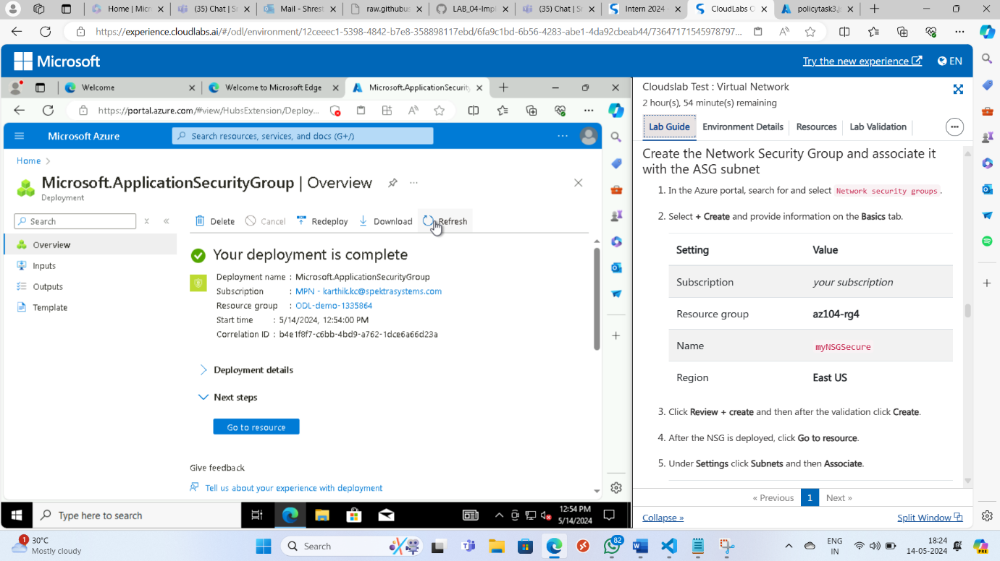 Home | Micr
(35) Chat | S
Mail - Shrest
raw.githubus
LAB_04-Impl
(35) Chat | S
Intern 2024
CloudLabs O
policytask3.js
https://experience.cloudlabs.ai/#/odl/environment/12ceeec1-5398-4842-b7e8-358898117ebd/6fa9c1bd-6b56-4283-abe1-4da92cbeab44/73647171545978797...
Microsoft
Try the new experience
EN
Welcome
Welcome to Microsoft Edge
Microsoft.ApplicationSecurity
https://portal.azure.com/#view/HubsExtension/Deploy...
Microsoft Azure
Search resources, services, and docs (G+/)
Home >
Microsoft.ApplicationSecurityGroup | Overview
Deployment
Search
Delete
Cancel
Redeploy
Download
Refresh
Overview
Inputs
Outputs
Template
Your deployment is complete
Deployment name : Microsoft.ApplicationSecurityGroup
Subscription : MPN - karthik.kc@spektrasystems.com
Resource group : ODL-demo-1335864
Start time : 5/14/2024, 12:54:00 PM
Correlation ID : b4e1f8f7-c6bb-4bd9-a762-1dce6a66d23a
Deployment details
Next steps
Go to resource
Give feedback
Tell us about your experience with deployment
Type here to search
12:54 PM
5/14/2024
Cloudslab Test : Virtual Network
2 hour(s), 54 minute(s) remaining
Lab Guide
Environment Details
Resources
Lab Validation
Create the Network Security Group and associate it
with the ASG subnet
1. In the Azure portal, search for and select Network security groups.
2. Select + Create and provide information on the Basics tab.
Setting Value
Subscription your subscription
Resource group az104-rg4
Name myNSGSecure
Region East US
3. Click Review + create and then after the validation click Create.
4. After the NSG is deployed, click Go to resource.
5. Under Settings click Subnets and then Associate.
« Previous
1
Next »
Collapse »
Split Window
1
30°C
Mostly cloudy
Search
82
ENG
IN
18:24
14-05-2024
PRE